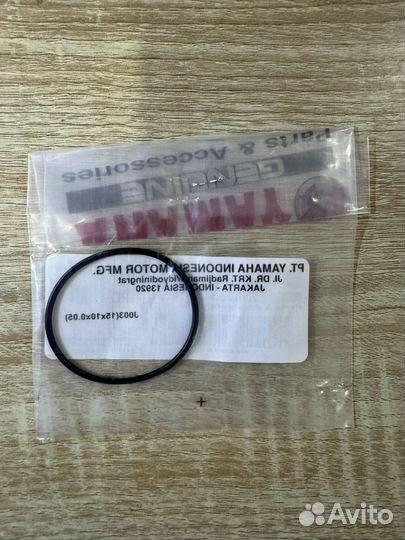 Parts & Accessories
GENUINE
YAMAHA
PT. YAMAHA INDONESIA MOTOR MFG.
Jl. DR. KRT. Radjiman Widyodiningrat
JAKARTA - INDONESIA 13920
J003(15x10x0.05)
Avito